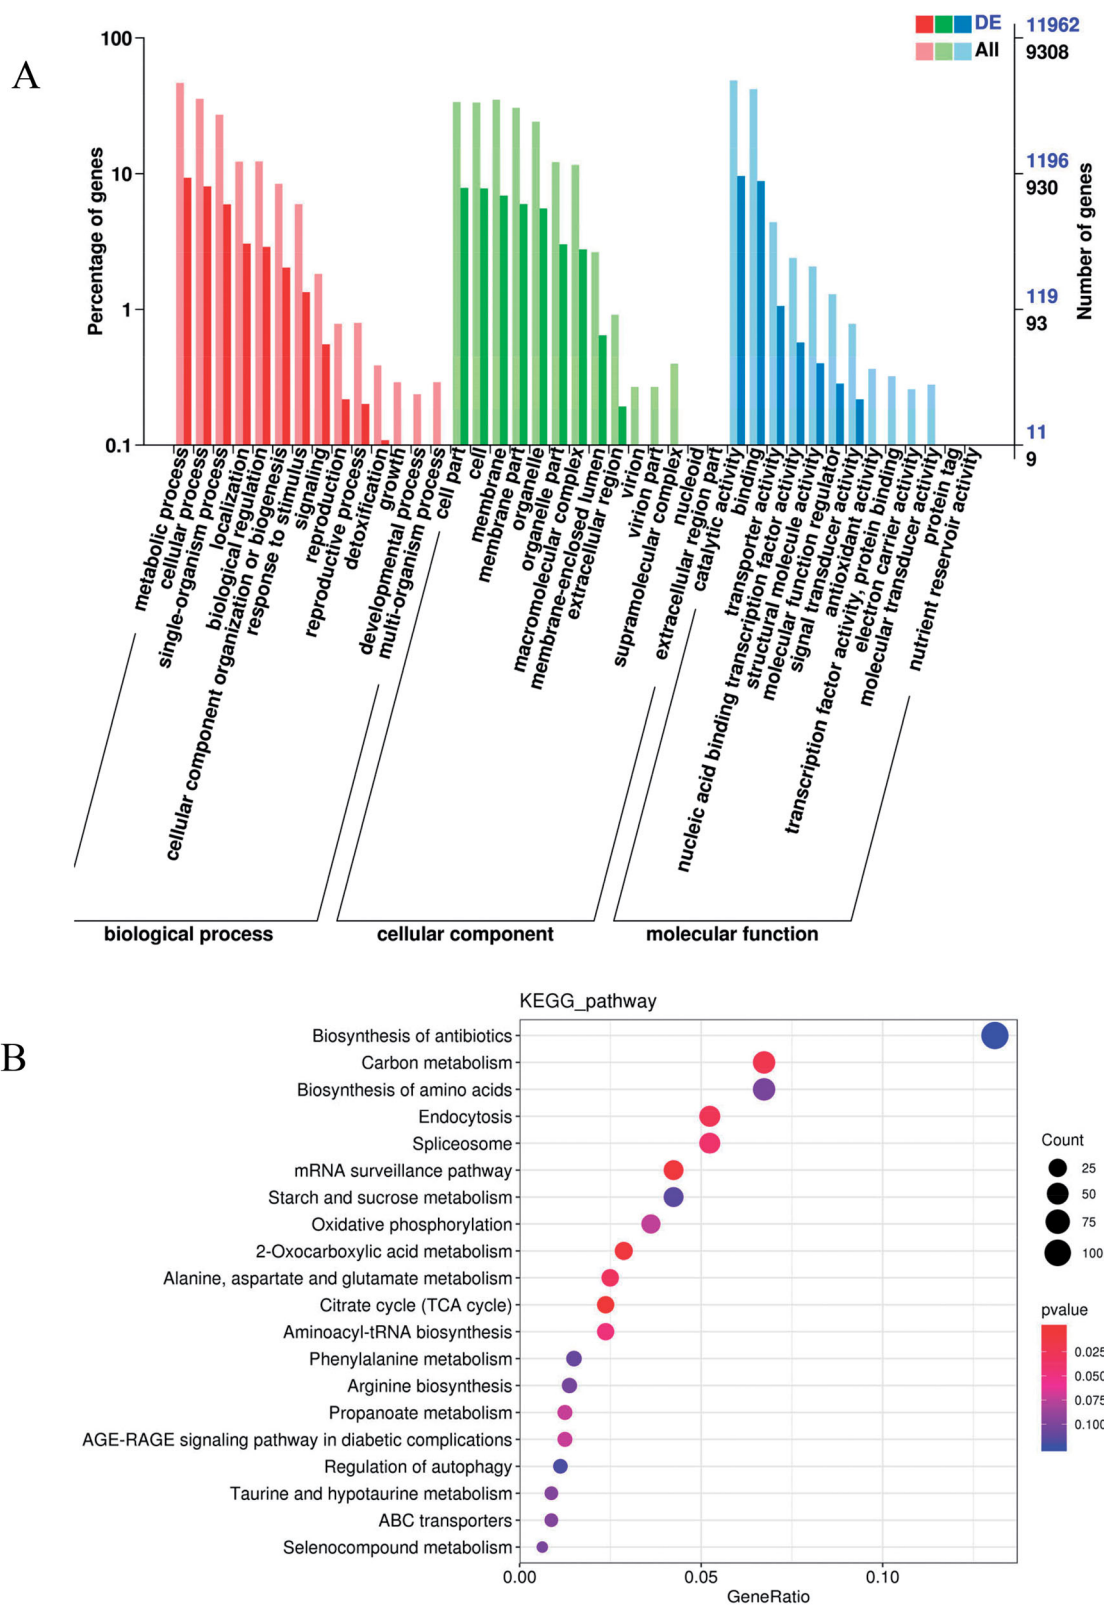 A
DE 11962
All 9308
100
10
1
0.1
Percentage of genes
1196
930
119
93
11
9
Number of genes
metabolic process
cellular process
single-organism process
localization
biological regulation
cellular component organization or biogenesis
response to stimulus
signaling
reproduction
reproductive process
detoxification
growth
developmental process
multi-organism process
cell part
cell
membrane
membrane part
organelle
organelle part
macromolecular complex
membrane-enclosed lumen
extracellular region
virion
virion part
supramolecular complex
nucleoid
extracellular region part
catalytic activity
binding
transporter activity
nucleic acid binding transcription factor activity
structural molecule activity
molecular function regulator
signal transducer activity
antioxidant activity
transcription factor activity, protein binding
electron carrier activity
molecular transducer activity
protein tag
nutrient reservoir activity
biological process
cellular component
molecular function
B
KEGG_pathway
Biosynthesis of antibiotics
Carbon metabolism
Biosynthesis of amino acids
Endocytosis
Spliceosome
mRNA surveillance pathway
Starch and sucrose metabolism
Oxidative phosphorylation
2-Oxocarboxylic acid metabolism
Alanine, aspartate and glutamate metabolism
Citrate cycle (TCA cycle)
Aminoacyl-tRNA biosynthesis
Phenylalanine metabolism
Arginine biosynthesis
Propanoate metabolism
AGE-RAGE signaling pathway in diabetic complications
Regulation of autophagy
Taurine and hypotaurine metabolism
ABC transporters
Selenocompound metabolism
0.00
0.05
0.10
GeneRatio
Count
25
50
75
100
pvalue
0.025
0.050
0.075
0.100